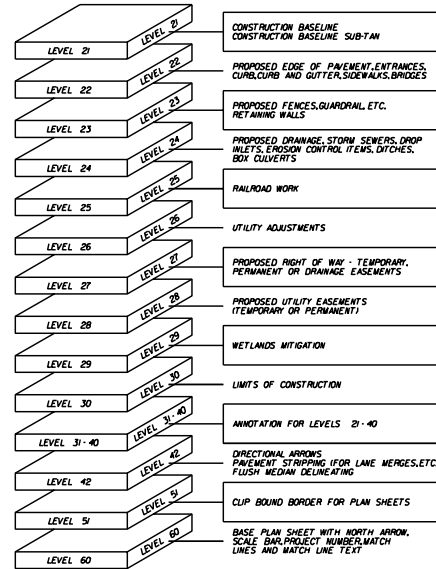 LEVEL 21
LEVEL 21
CONSTRUCTION BASELINE
CONSTRUCTION BASELINE SUB-TAN
LEVEL 22
LEVEL 22
PROPOSED EDGE OF PAVEMENT,ENTRANCES,
CURB,CURB AND GUTTER,SIDEWALKS,BRIDGES
LEVEL 23
LEVEL 23
PROPOSED FENCES,GUARDRAIL,ETC.
RETAINING WALLS
LEVEL 24
LEVEL 24
PROPOSED DRAINAGE, STORM SEWERS, DROP
INLETS, EROSION CONTROL ITEMS, DITCHES,
BOX CULVERTS
LEVEL 25
LEVEL 25
RAILROAD WORK
LEVEL 26
LEVEL 26
UTILITY ADJUSTMENTS
LEVEL 27
LEVEL 27
PROPOSED RIGHT OF WAY - TEMPORARY,
PERMANENT OR DRAINAGE EASEMENTS
LEVEL 28
LEVEL 28
PROPOSED UTILITY EASEMENTS
(TEMPORARY OR PERMANENT)
LEVEL 29
LEVEL 29
WETLANDS MITIGATION
LEVEL 30
LEVEL 30
LIMITS OF CONSTRUCTION
LEVEL 31-40
LEVEL 31-40
ANNOTATION FOR LEVELS 21-40
LEVEL 42
LEVEL 42
DIRECTIONAL ARROWS
PAVEMENT STRIPPING (FOR LANE MERGES,ETC
FLUSH MEDIAN DELINEATING
LEVEL 51
LEVEL 51
CLIP BOUND BORDER FOR PLAN SHEETS
LEVEL 60
LEVEL 60
BASE PLAN SHEET WITH NORTH ARROW,
SCALE BAR,PROJECT NUMBER,MATCH
LINES AND MATCH LINE TEXT